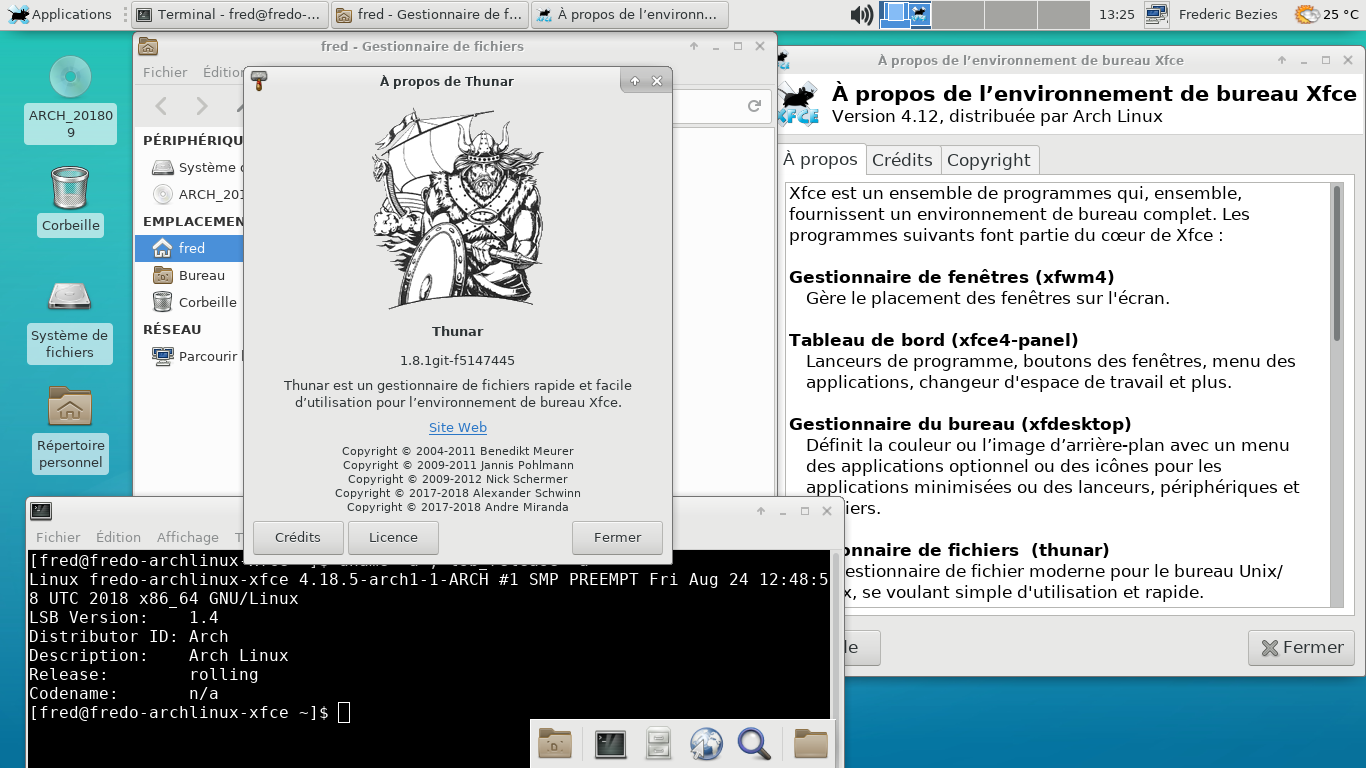 Applications
Terminal - fred@fredo-...
fred - Gestionnaire de f...
À propos de l’environn...
13:25
Frederic Bezies
25 °C
ARCH_201809
Corbeille
Système de
fichiers
Répertoire
personnel
fred - Gestionnaire de fichiers
Fichier
PÉRIPHÉRIQU
Système
ARCH_201
EMPLACEMEN
fred
Bureau
Corbeille
RÉSEAU
Parcourir
À propos de Thunar
Thunar
1.8.1git-f5147445
Thunar est un gestionnaire de fichiers rapide et facile
d’utilisation pour l’environnement de bureau Xfce.
Site Web
Copyright © 2004-2011 Benedikt Meurer
Copyright © 2009-2011 Jannis Pohlmann
Copyright © 2009-2012 Nick Schermer
Copyright © 2017-2018 Alexander Schwinn
Copyright © 2017-2018 Andre Miranda
Crédits
Licence
Fermer
À propos de l’environnement de bureau Xfce
XFCE
À propos de l’environnement de bureau Xfce
Version 4.12, distribuée par Arch Linux
À propos
Crédits
Copyright
Xfce est un ensemble de programmes qui, ensemble,
fournissent un environnement de bureau complet. Les
programmes suivants font partie du cœur de Xfce :
Gestionnaire de fenêtres (xfwm4)
Gère le placement des fenêtres sur l'écran.
Tableau de bord (xfce4-panel)
Lanceurs de programme, boutons des fenêtres, menu des
applications, changeur d'espace de travail et plus.
Gestionnaire du bureau (xfdesktop)
Définit la couleur ou l’image d’arrière-plan avec un menu
des applications optionnel ou des icônes pour les
applications minimisées ou des lanceurs, périphériques et
iers.
onnaire de fichiers (thunar)
estionnaire de fichier moderne pour le bureau Unix/
x, se voulant simple d'utilisation et rapide.
Fermer
Fichier
Édition
Affichage
[fred@fredo-archlinux-xfce ~]$
Linux fredo-archlinux-xfce 4.18.5-arch1-1-ARCH #1 SMP PREEMPT Fri Aug 24 12:48:5
8 UTC 2018 x86_64 GNU/Linux
LSB Version: 1.4
Distributor ID: Arch
Description: Arch Linux
Release: rolling
Codename: n/a
[fred@fredo-archlinux-xfce ~]$